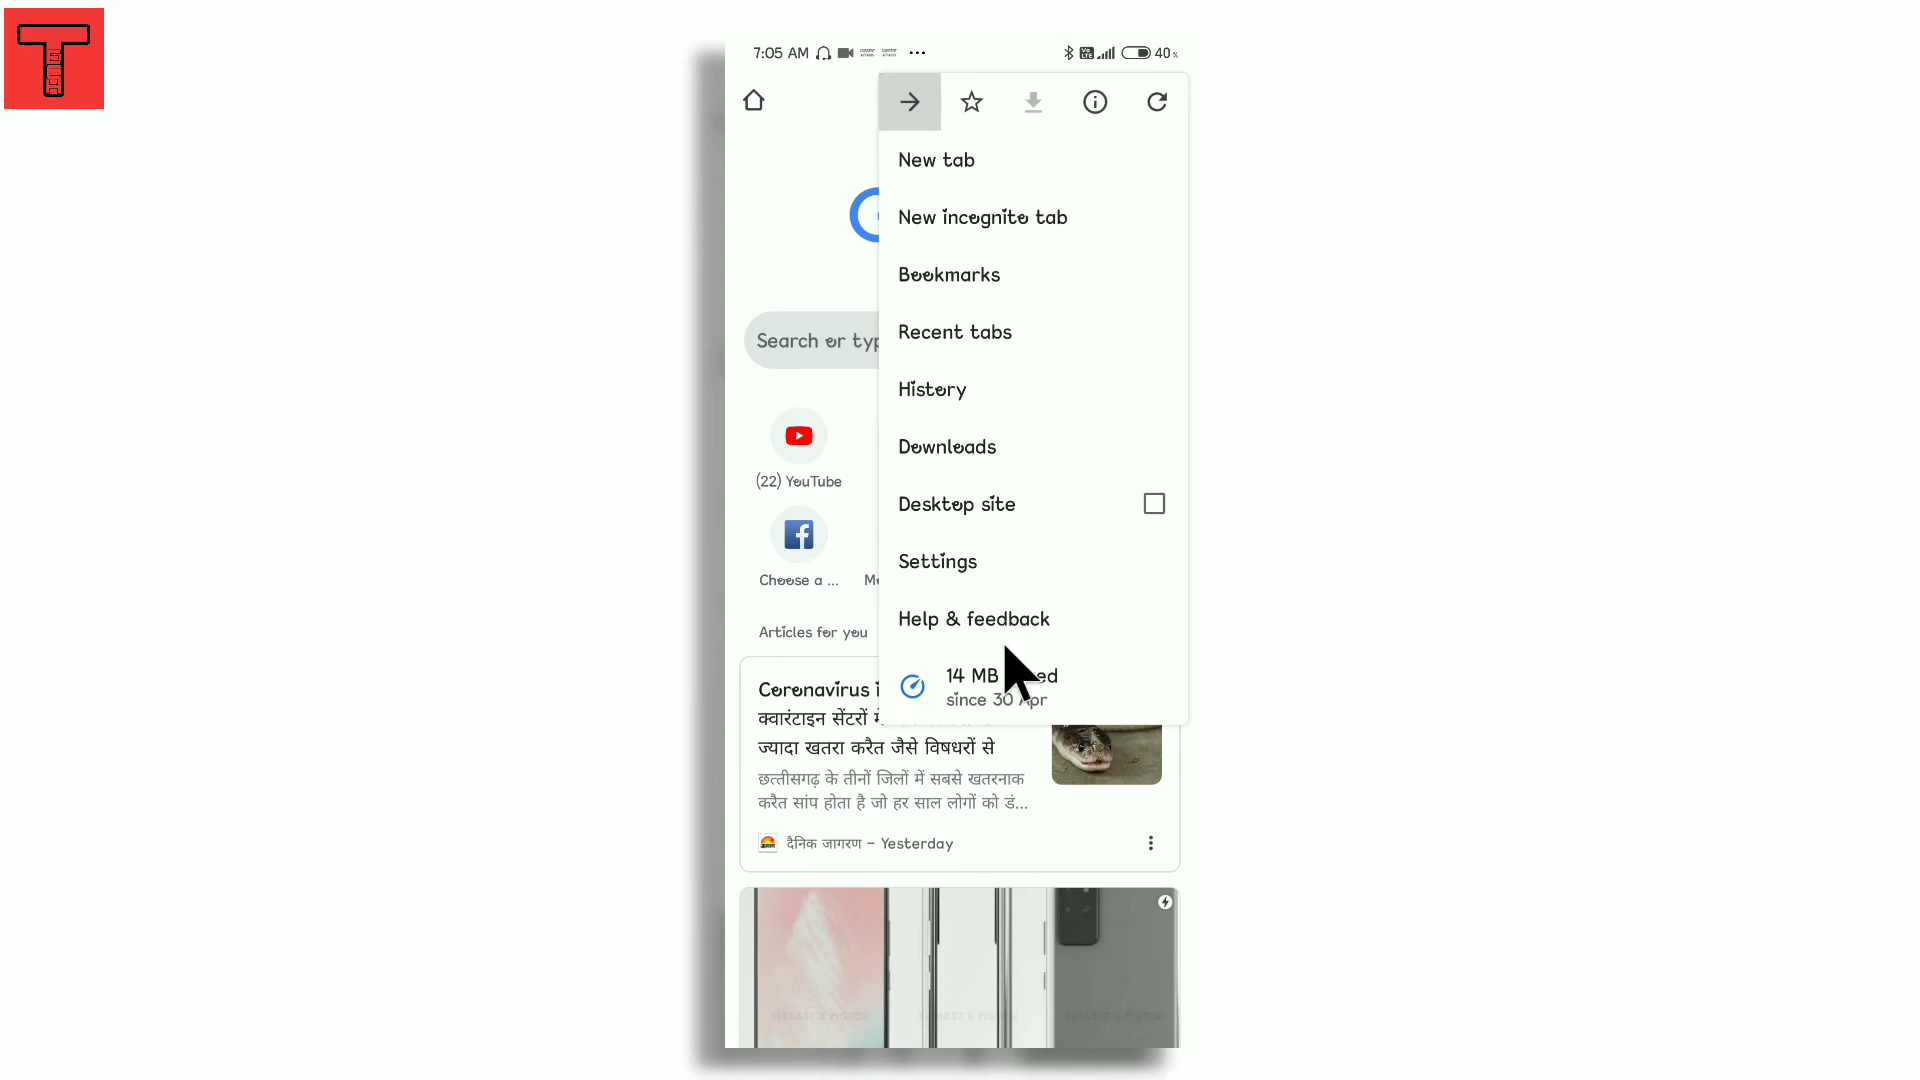 7:05 AM
40%
New tab
New incognito tab
Bookmarks
Recent tabs
History
Downloads
Desktop site
Settings
Help & feedback
14 MB
since 30 Apr
Search or typ
(22) YouTube
Choose a ...
Articles for you
Coronavirus
क्वारंटाइन सेंटरों
ज्यादा खतरा करैत जैसे विषधरों से
छत्तीसगढ़ के तीनों जिलों में सबसे खतरनाक
करैत सांप होता है जो हर साल लोगों को डं...
दैनिक जागरण – Yesterday